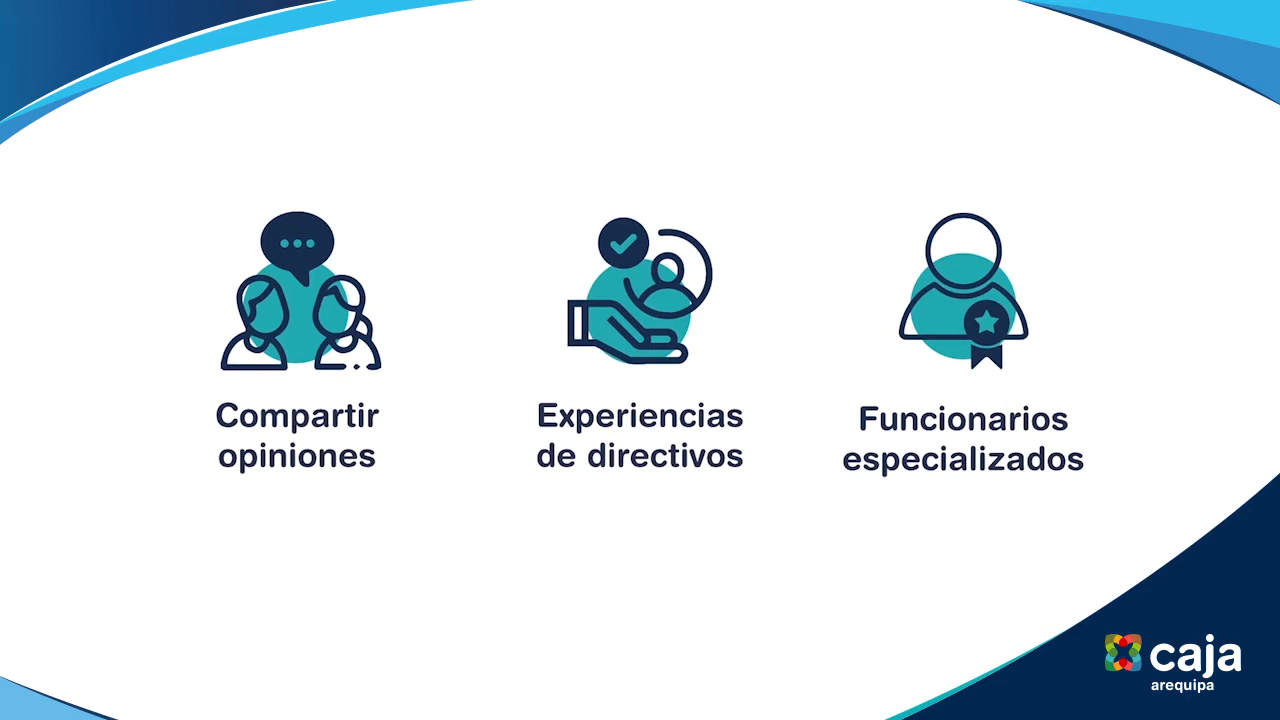 Compartir
opiniones
Experiencias
de directivos
Funcionarios
especializados
caja
arequipa